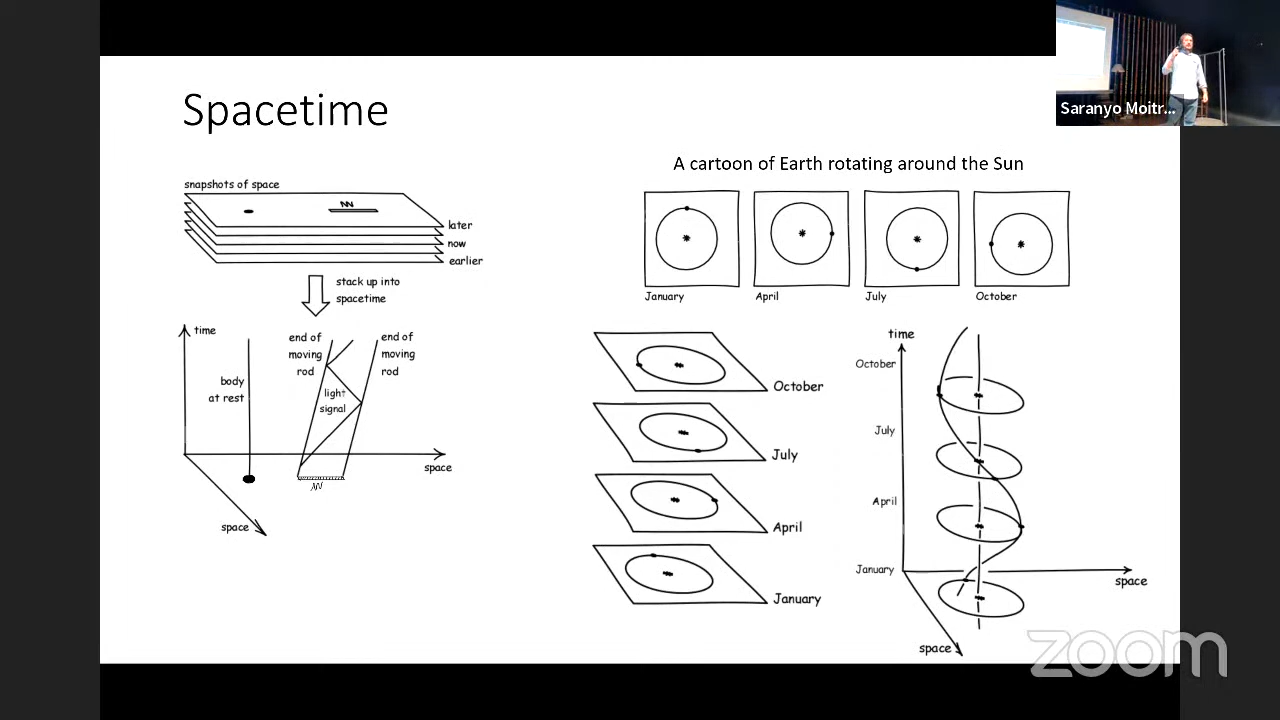 Spacetime
Saranyo Moitr...
snapshots of space
later
now
earlier
stack up into
spacetime
time
body
at rest
end of
moving
rod
light
signal
end of
moving
rod
space
space
A cartoon of Earth rotating around the Sun
January
April
July
October
October
July
April
January
time
October
July
April
January
space
space
zoom